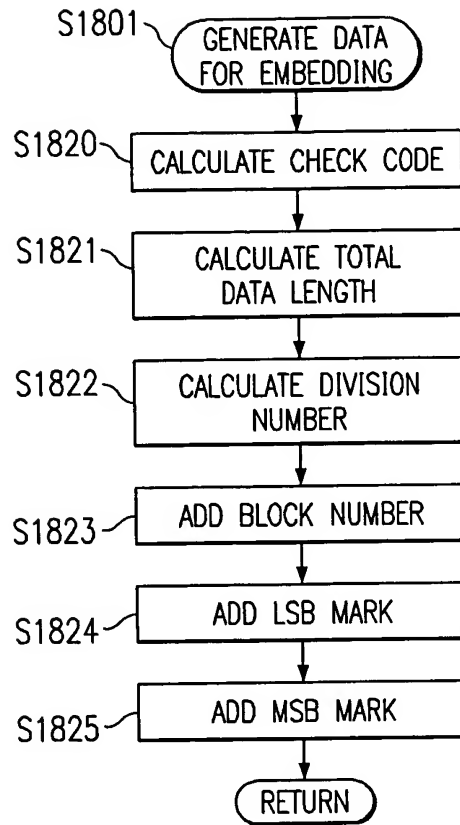 S1801
GENERATE DATA
FOR EMBEDDING
S1820
CALCULATE CHECK CODE
S1821
CALCULATE TOTAL
DATA LENGTH
S1822
CALCULATE DIVISION
NUMBER
S1823
ADD BLOCK NUMBER
S1824
ADD LSB MARK
S1825
ADD MSB MARK
RETURN